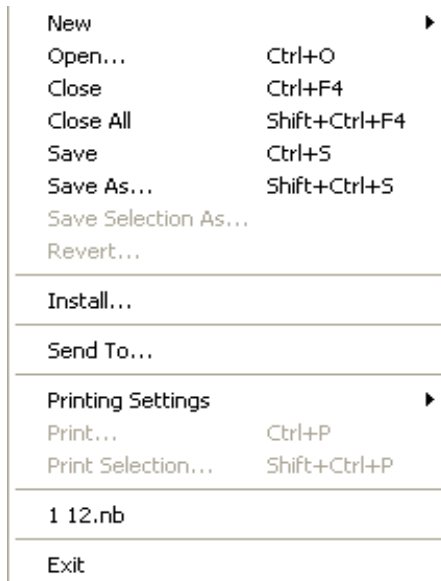 New
Open... Ctrl+O
Close Ctrl+F4
Close All Shift+Ctrl+F4
Save Ctrl+S
Save As... Shift+Ctrl+S
Save Selection As...
Revert...
Install...
Send To...
Printing Settings
Print... Ctrl+P
Print Selection... Shift+Ctrl+P
1 12.nb
Exit